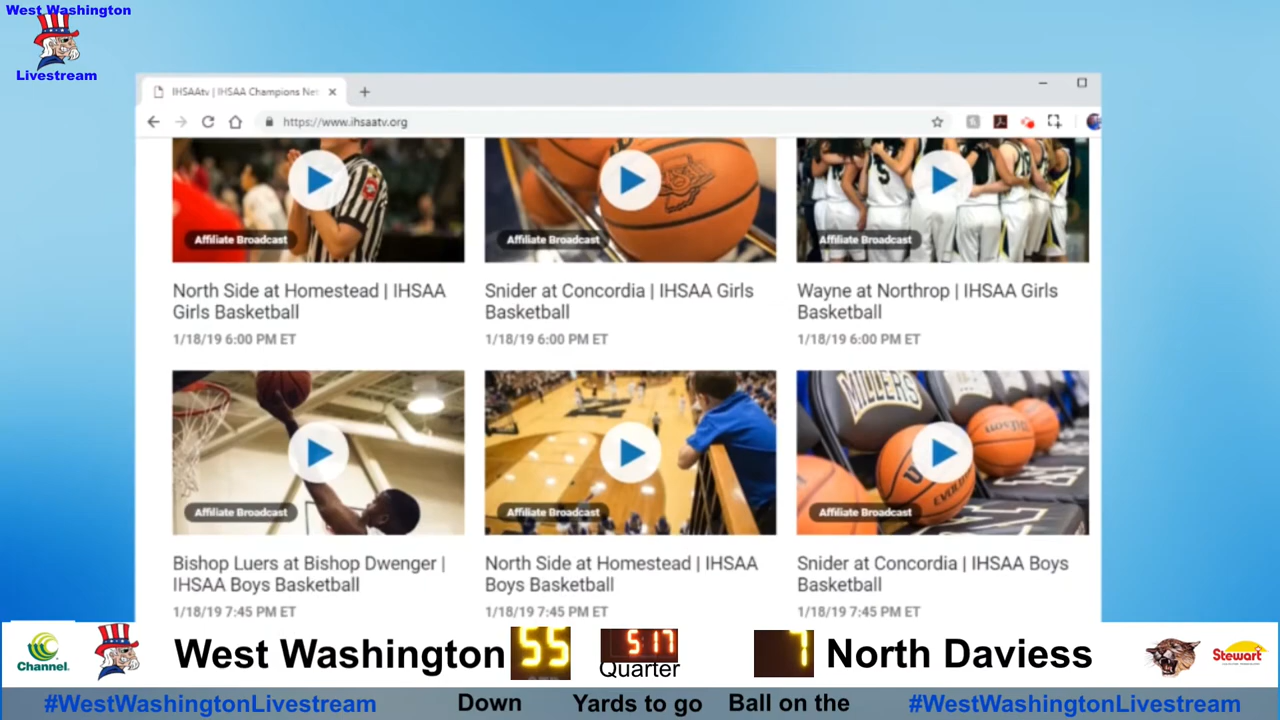 West Washington
Livestream
IHSAAtv | IHSAA Champions Net
https://www.ihsaatv.org
Affiliate Broadcast
Affiliate Broadcast
Affiliate Broadcast
S
North Side at Homestead | IHSAA
Girls Basketball
1/18/19 6:00 PM ET
Snider at Concordia | IHSAA Girls
Basketball
1/18/19 6:00 PM ET
Wayne at Northrop | IHSAA Girls
Basketball
1/18/19 6:00 PM ET
MILLERS
Wilson
EVOLUTION
Affiliate Broadcast
Affiliate Broadcast
Affiliate Broadcast
Bishop Luers at Bishop Dwenger |
IHSAA Boys Basketball
1/18/19 7:45 PM ET
North Side at Homestead | IHSAA
Boys Basketball
1/18/19 7:45 PM ET
Snider at Concordia | IHSAA Boys
Basketball
1/18/19 7:45 PM ET
Channel
West Washington
55
5:17
Quarter
7
North Daviess
Stewart
#WestWashingtonLivestream
Down
Yards to go
Ball on the
#WestWashingtonLivestream